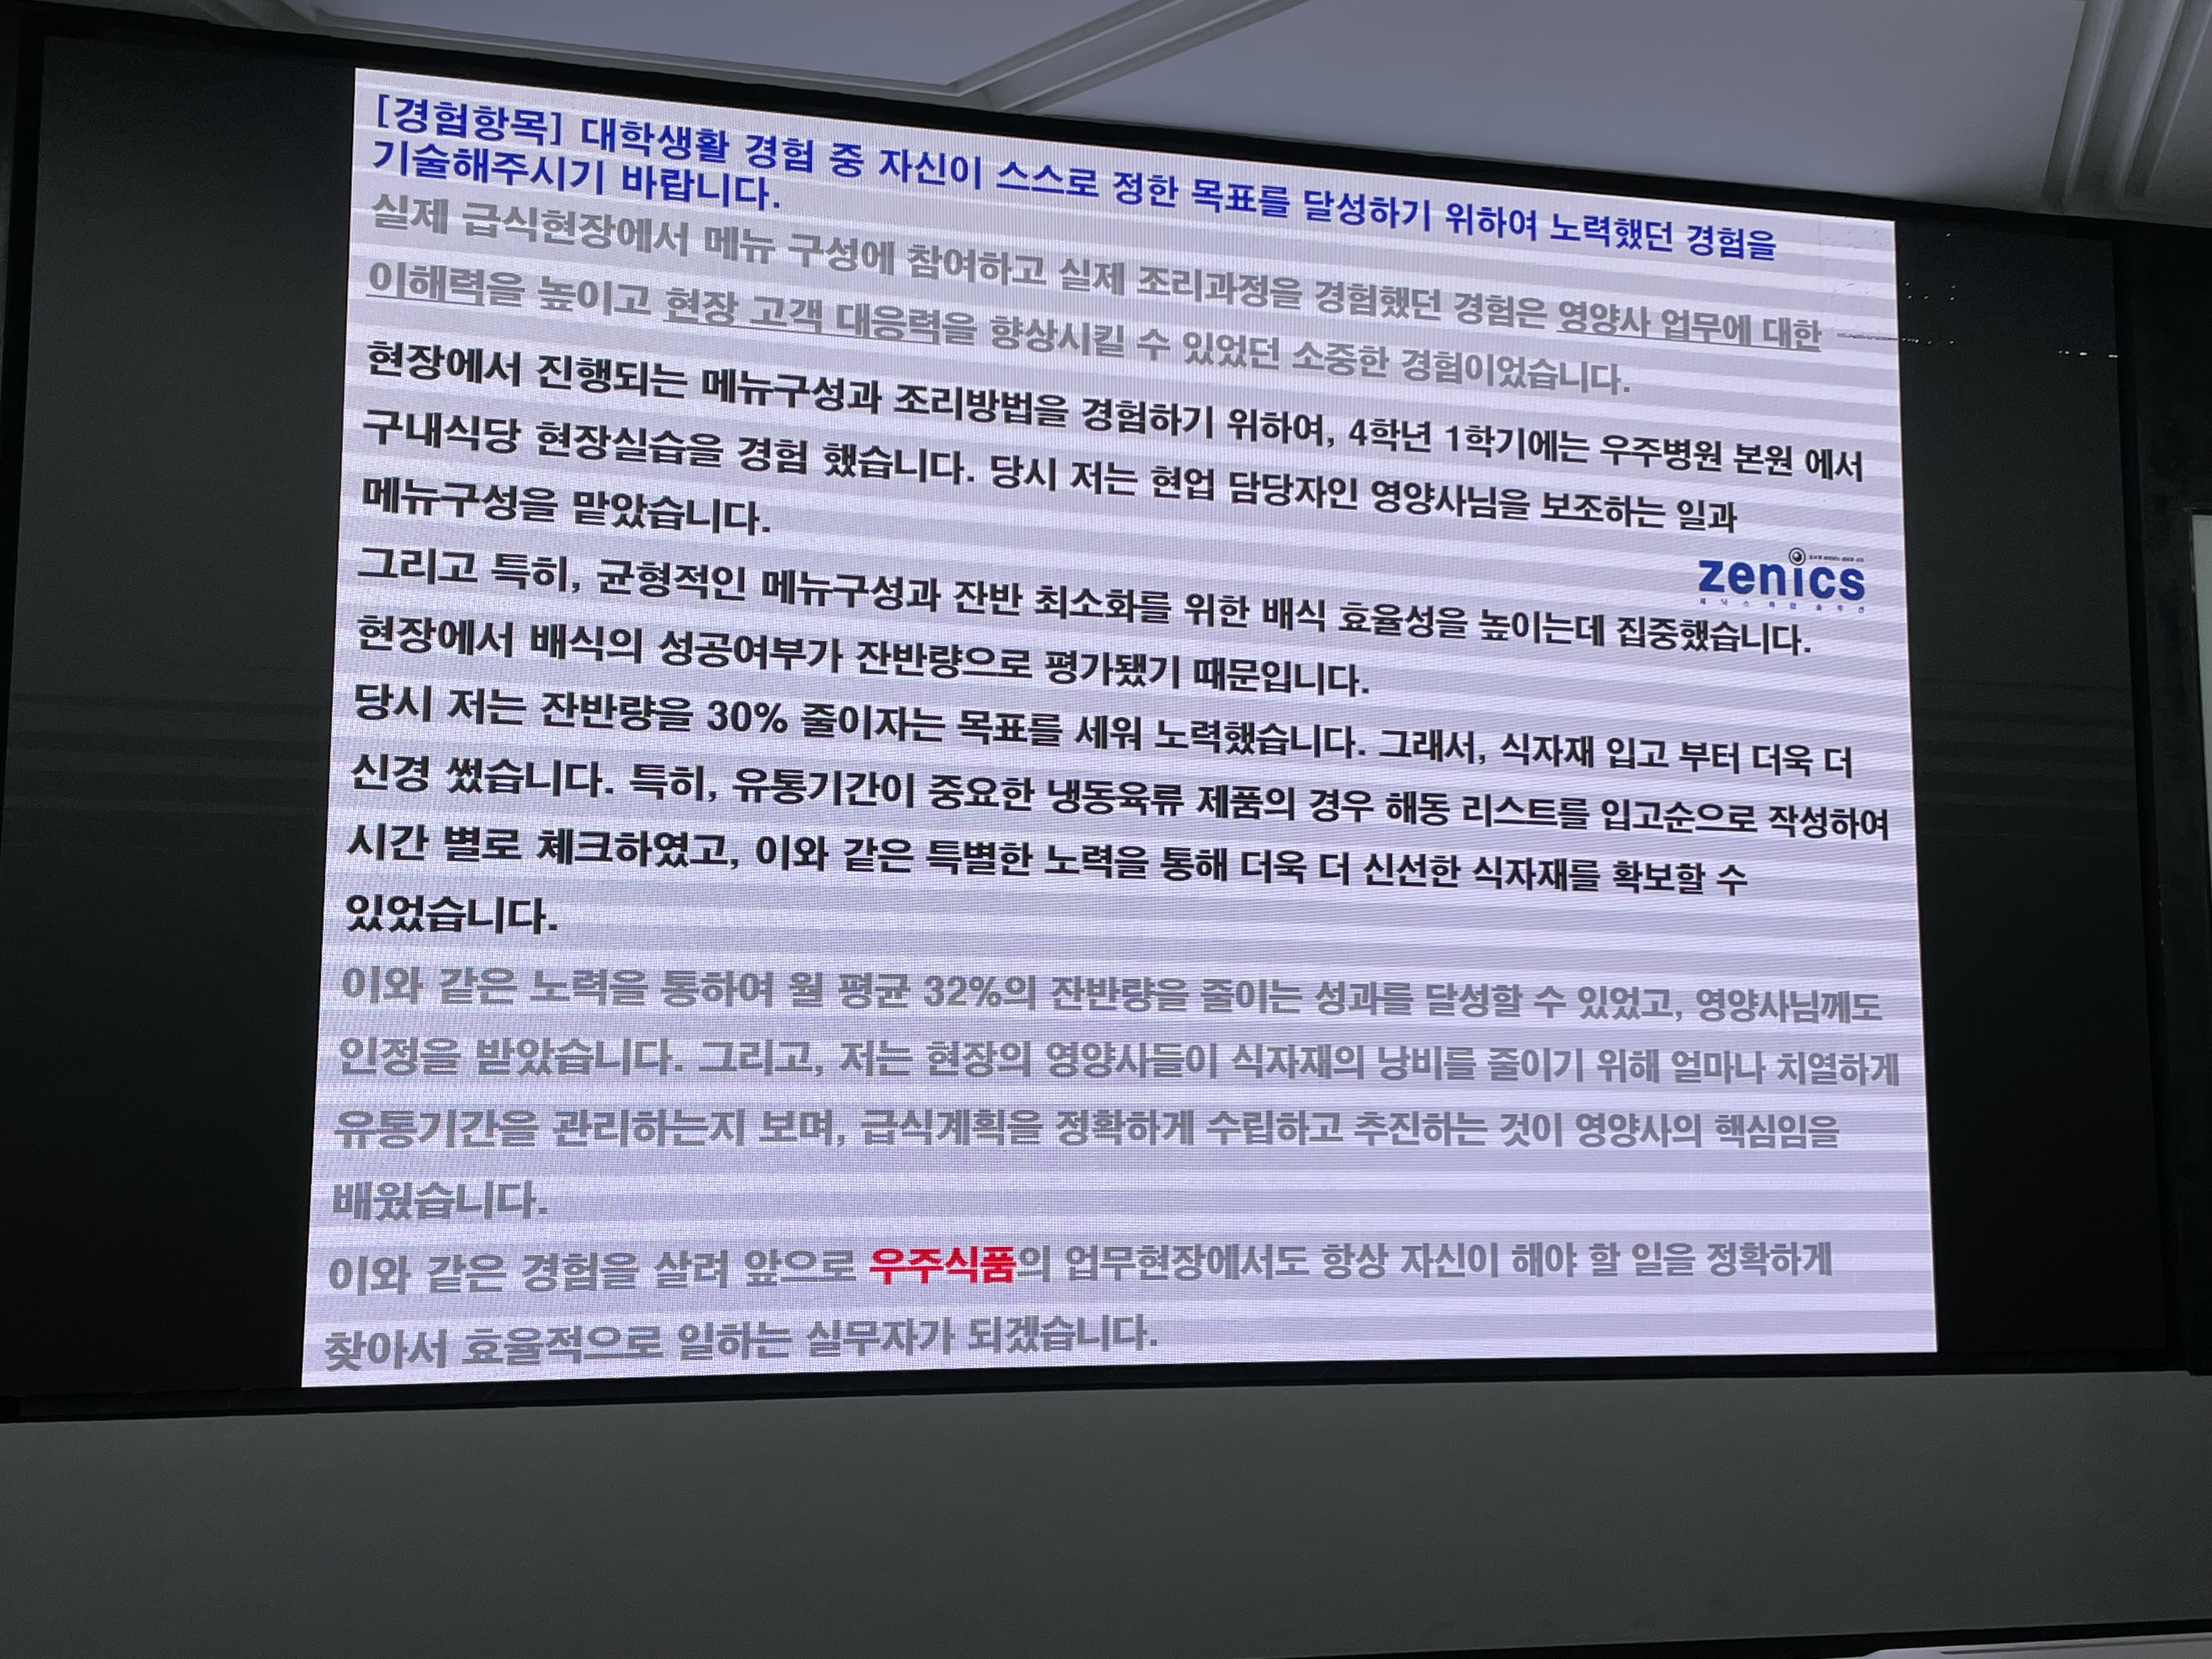 [경험항목] 대학생활 경험 중 자신이 스스로 정한 목표를 달성하기 위하여 노력했던 경험을
기술해주시기 바랍니다.
실제 급식현장에서 메뉴 구성에 참여하고 실제 조리과정을 경험했던 경험은 영양사 업무에 대한
이해력을 높이고 현장 고객 대응력을 향상시킬 수 있었던 소중한 경험이었습니다.
현장에서 진행되는 메뉴구성과 조리방법을 경험하기 위하여, 4학년 1학기에는 우주병원 본원 에서
구내식당 현장실습을 경험 했습니다. 당시 저는 현업 담당자인 영양사님을 보조하는 일과
메뉴구성을 맡았습니다.
zenics
그리고 특히, 균형적인 메뉴구성과 잔반 최소화를 위한 배식 효율성을 높이는데 집중했습니다.
현장에서 배식의 성공여부가 잔반량으로 평가됐기 때문입니다.
당시 저는 잔반량을 30% 줄이자는 목표를 세워 노력했습니다. 그래서, 식자재 입고 부터 더욱 더
신경 썼습니다. 특히, 유통기간이 중요한 냉동육류 제품의 경우 해동 리스트를 입고순으로 작성하여
시간 별로 체크하였고, 이와 같은 특별한 노력을 통해 더욱 더 신선한 식자재를 확보할 수
있었습니다.
이와 같은 노력을 통하여 월 평균 32%의 잔반량을 줄이는 성과를 달성할 수 있었고, 영양사님께도
인정을 받았습니다. 그리고, 저는 현장의 영양사들이 식자재의 낭비를 줄이기 위해 얼마나 치열하게
유통기간을 관리하는지 보며, 급식계획을 정확하게 수립하고 추진하는 것이 영양사의 핵심임을
배웠습니다.
이와 같은 경험을 살려 앞으로 우주식품의 업무현장에서도 항상 자신이 해야 할 일을 정확하게
찾아서 효율적으로 일하는 실무자가 되겠습니다.